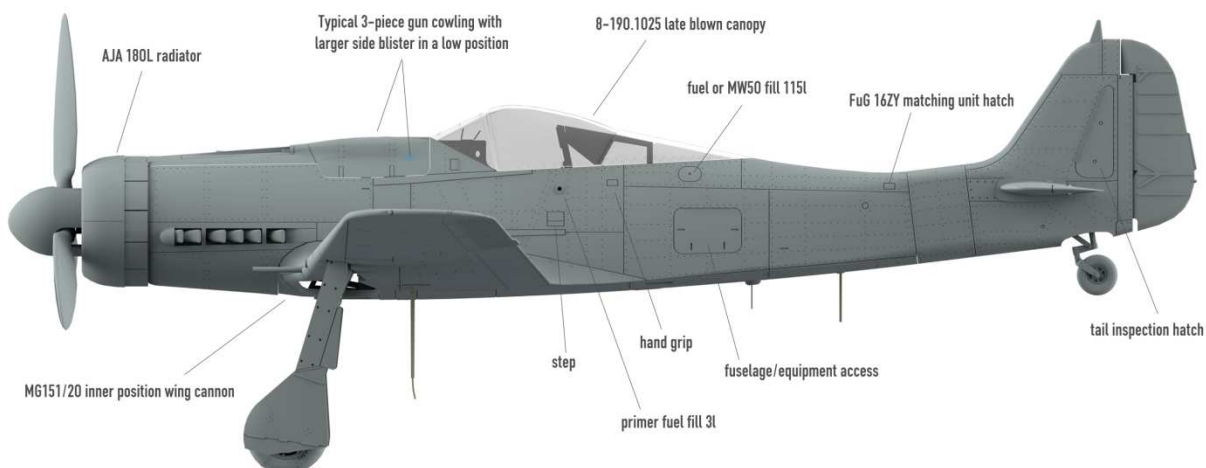 Typical 3-piece gun cowling with
larger side blister in a low position
8-190.1025 late blown canopy
AJA 180L radiator
fuel or MW50 fill 115l
FuG 16ZY matching unit hatch
MG151/20 inner position wing cannon
step
hand grip
fuselage/equipment access
primer fuel fill 3l
tail inspection hatch